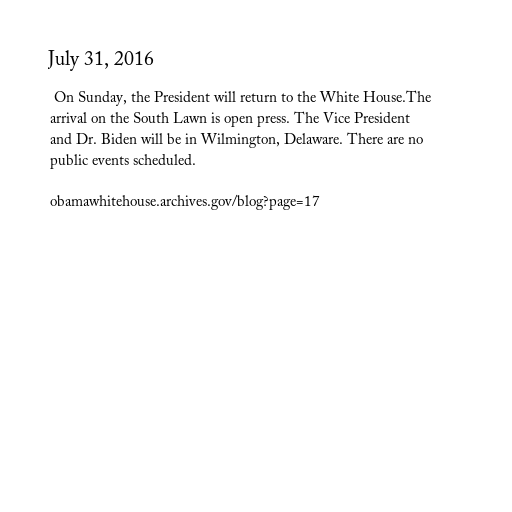 July 31, 2016
On Sunday, the President will return to the White House.The
arrival on the South Lawn is open press. The Vice President
and Dr. Biden will be in Wilmington, Delaware. There are no
public events scheduled.
obamawhitehouse.archives.gov/blog?page=17